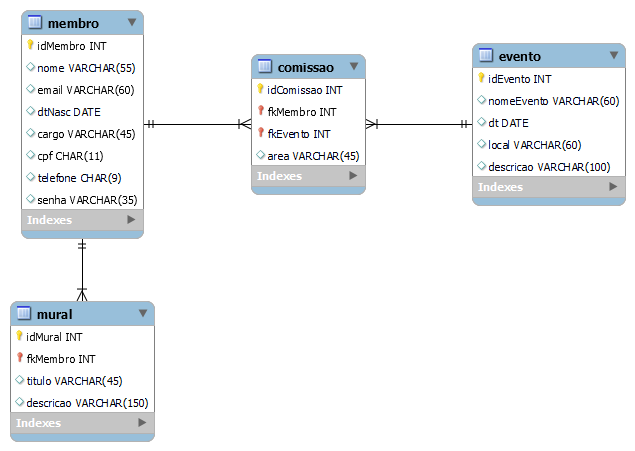 membro
idMembro INT
nome VARCHAR(55)
email VARCHAR(60)
dtNasc DATE
cargo VARCHAR(45)
cpf CHAR(11)
telefone CHAR(9)
senha VARCHAR(35)
Indexes
comissao
idComissao INT
fkMembro INT
fkEvento INT
area VARCHAR(45)
Indexes
evento
idEvento INT
nomeEvento VARCHAR(60)
dt DATE
local VARCHAR(60)
descricao VARCHAR(100)
Indexes
mural
idMural INT
fkMembro INT
titulo VARCHAR(45)
descricao VARCHAR(150)
Indexes